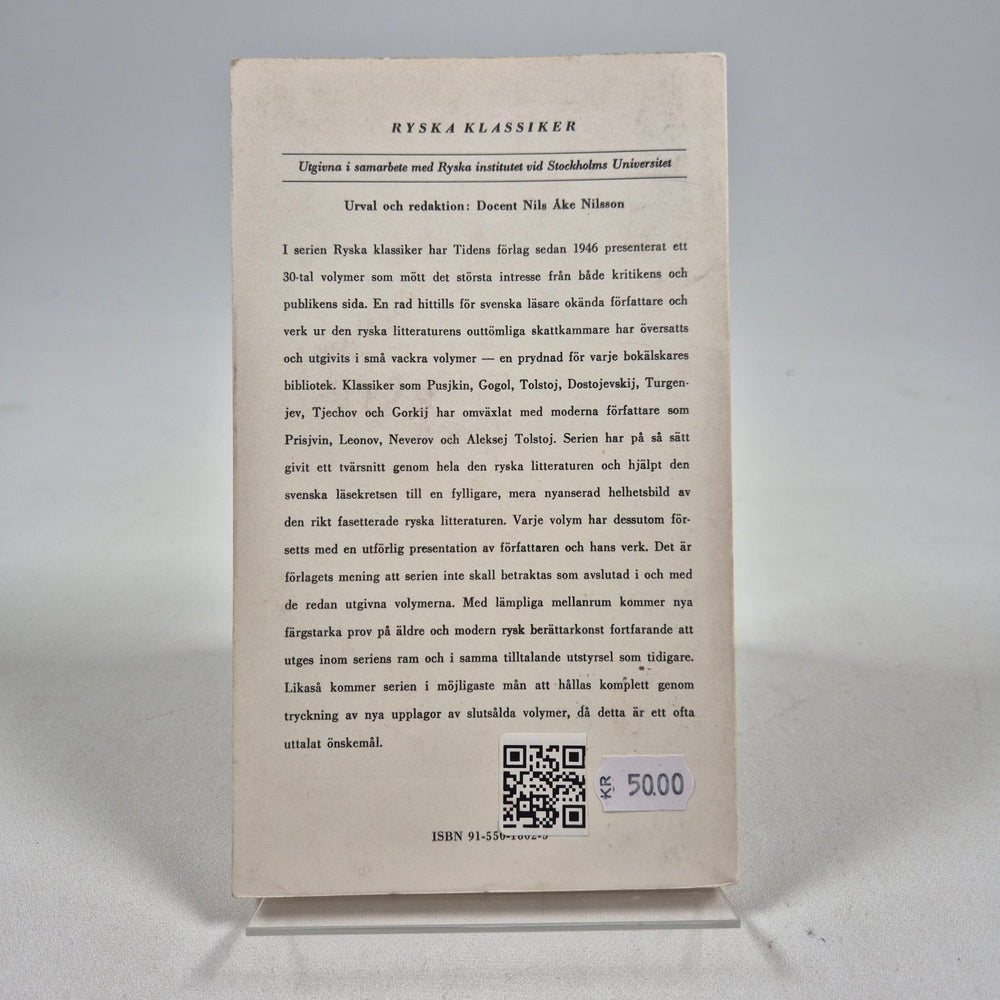 RYSKA KLASSIKER
Utgivna i samarbete med Ryska institutet vid Stockholms Universitet
Urval och redaktion: Docent Nils Åke Nilsson
I serien Ryska klassiker har Tidens förlag sedan 1946 presenterat ett
30-tal volymer som mött det största intresse från både kritikens och
publikens sida. En rad hittills för svenska läsare okända författare och
verk ur den ryska litteraturens outtömliga skattkammare har översatts
och utgivits i små vackra volymer — en prydnad för varje bokälskares
bibliotek. Klassiker som Pusjkin, Gogol, Tolstoj, Dostojevskij, Turgen-
jev, Tjechov och Gorkij har omväxlat med moderna författare som
Prisjvin, Leonov, Neverov och Aleksej Tolstoj. Serien har på så sätt
givit ett tvärsnitt genom hela den ryska litteraturen och hjälpt den
svenska läsekretsen till en fylligare, mera nyanserad helhetsbild av
den rikt fasetterade ryska litteraturen. Varje volym har dessutom för-
setts med en utförlig presentation av författaren och hans verk. Det är
förlagets mening att serien inte skall betraktas som avslutad i och med
de redan utgivna volymerna. Med lämpliga mellanrum kommer nya
färgstarka prov på äldre och modern rysk berättarkonst fortfarande att
utges inom seriens ram och i samma tilltalande utstyrsel som tidigare.
Likaså kommer serien i möjligaste mån att hållas komplett genom
tryckning av nya upplagor av slutsålda volymer, då detta är ett ofta
uttalat önskemål.
KR 50.00
ISBN 91-550-